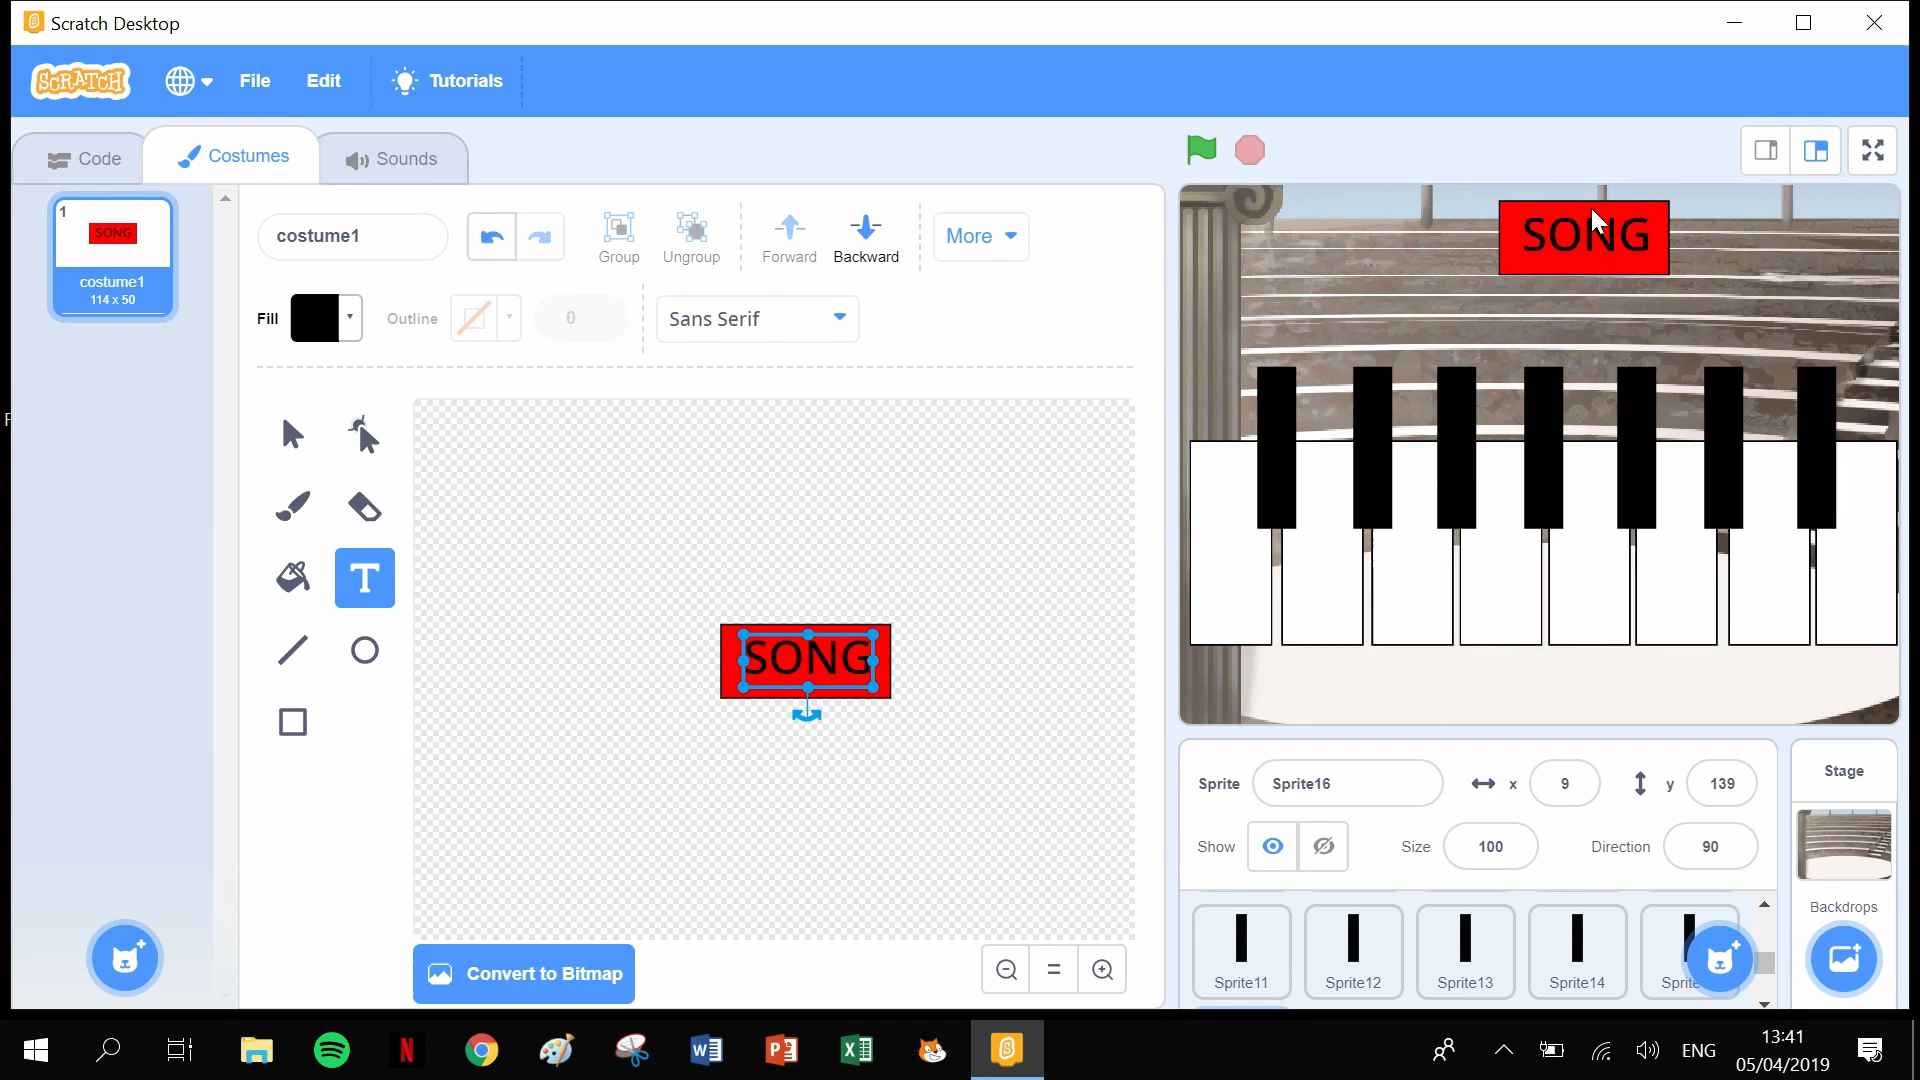 Scratch Desktop
SCRATCH
File
Edit
Tutorials
Code
Costumes
Sounds
1
SONG
costume1
114 x 50
costume1
Group
Ungroup
Forward
Backward
More
Fill
Outline
0
Sans Serif
SONG
Convert to Bitmap
SONG
Sprite
Sprite16
x
9
y
139
Show
Size
100
Direction
90
Sprite11
Sprite12
Sprite13
Sprite14
Sprite
Stage
Backdrops
ENG
13:41
05/04/2019